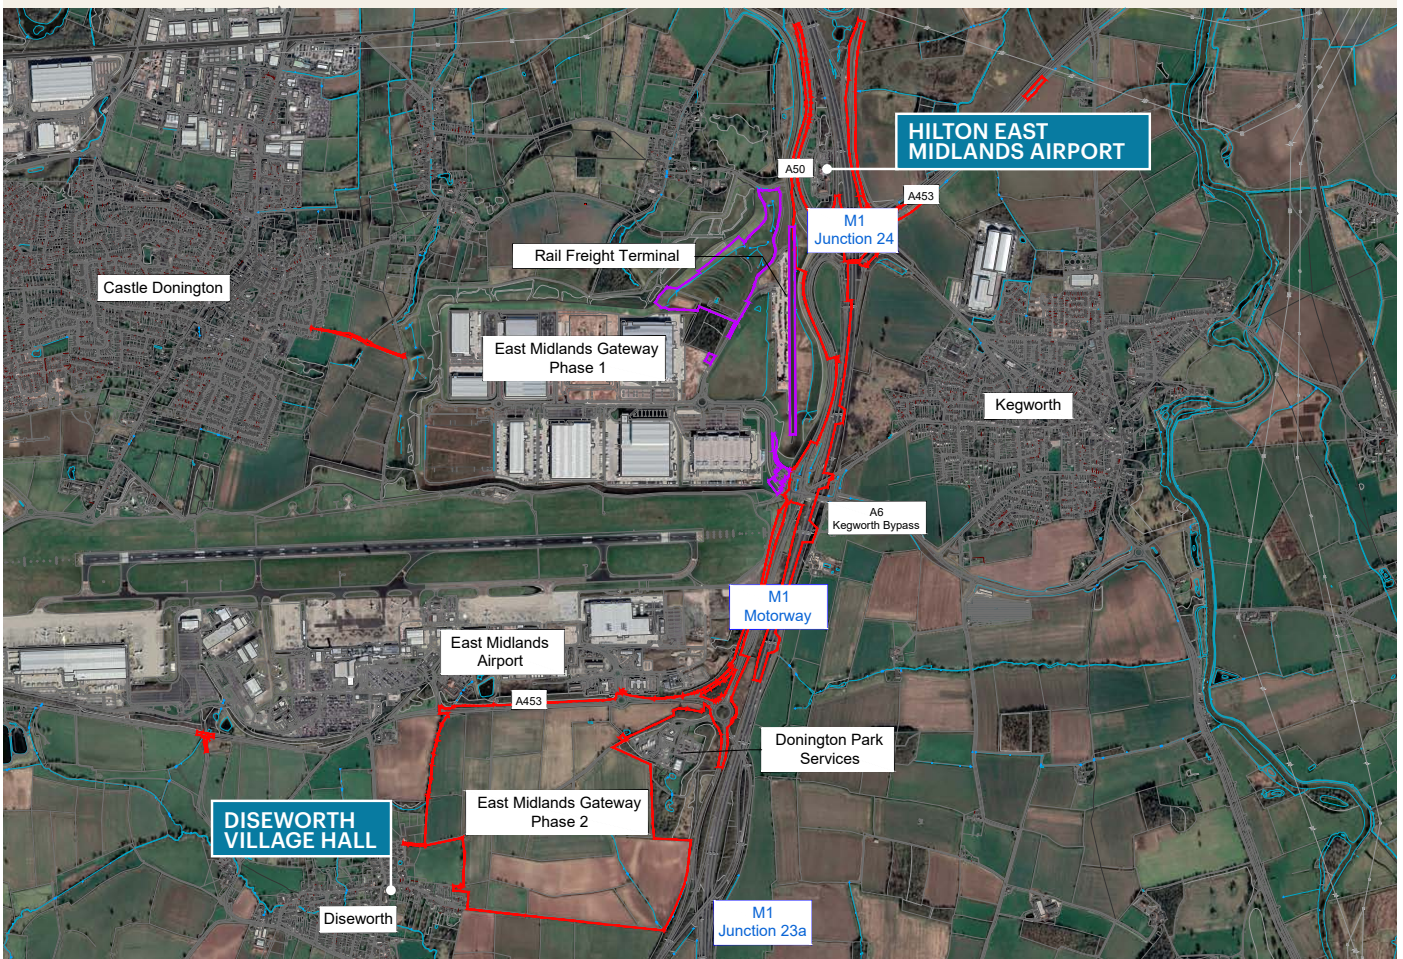 HILTON EAST
MIDLANDS AIRPORT
A50
A453
M1
Junction 24
Rail Freight Terminal
Castle Donington
East Midlands Gateway
Phase 1
Kegworth
A6
Kegworth Bypass
M1
Motorway
East Midlands
Airport
A453
Donington Park
Services
East Midlands Gateway
Phase 2
DISEWORTH
VILLAGE HALL
Diseworth
M1
Junction 23a